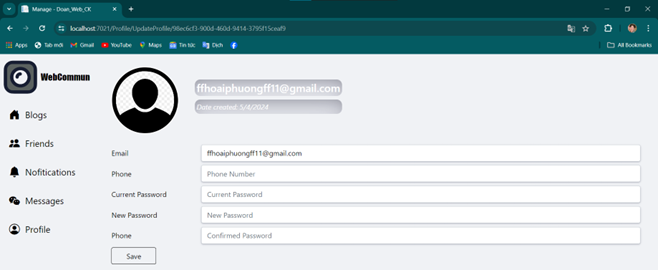 Manage - Doan_Web_CK
localhost:7021/Profile/UpdateProfile/98ec6cf3-900d-460d-9414-3795f15ceaf9
Apps Tab mới Gmail YouTube Maps Tin tức Dịch All Bookmarks
WebCommun
ffhoaiphuongff11@gmail.com
Date created: 5/4/2024
Blogs
Friends
Nofitications
Messages
Profile
Email ffhoaiphuongff11@gmail.com
Phone Phone Number
Current Password Current Password
New Password New Password
Phone Confirmed Password
Save